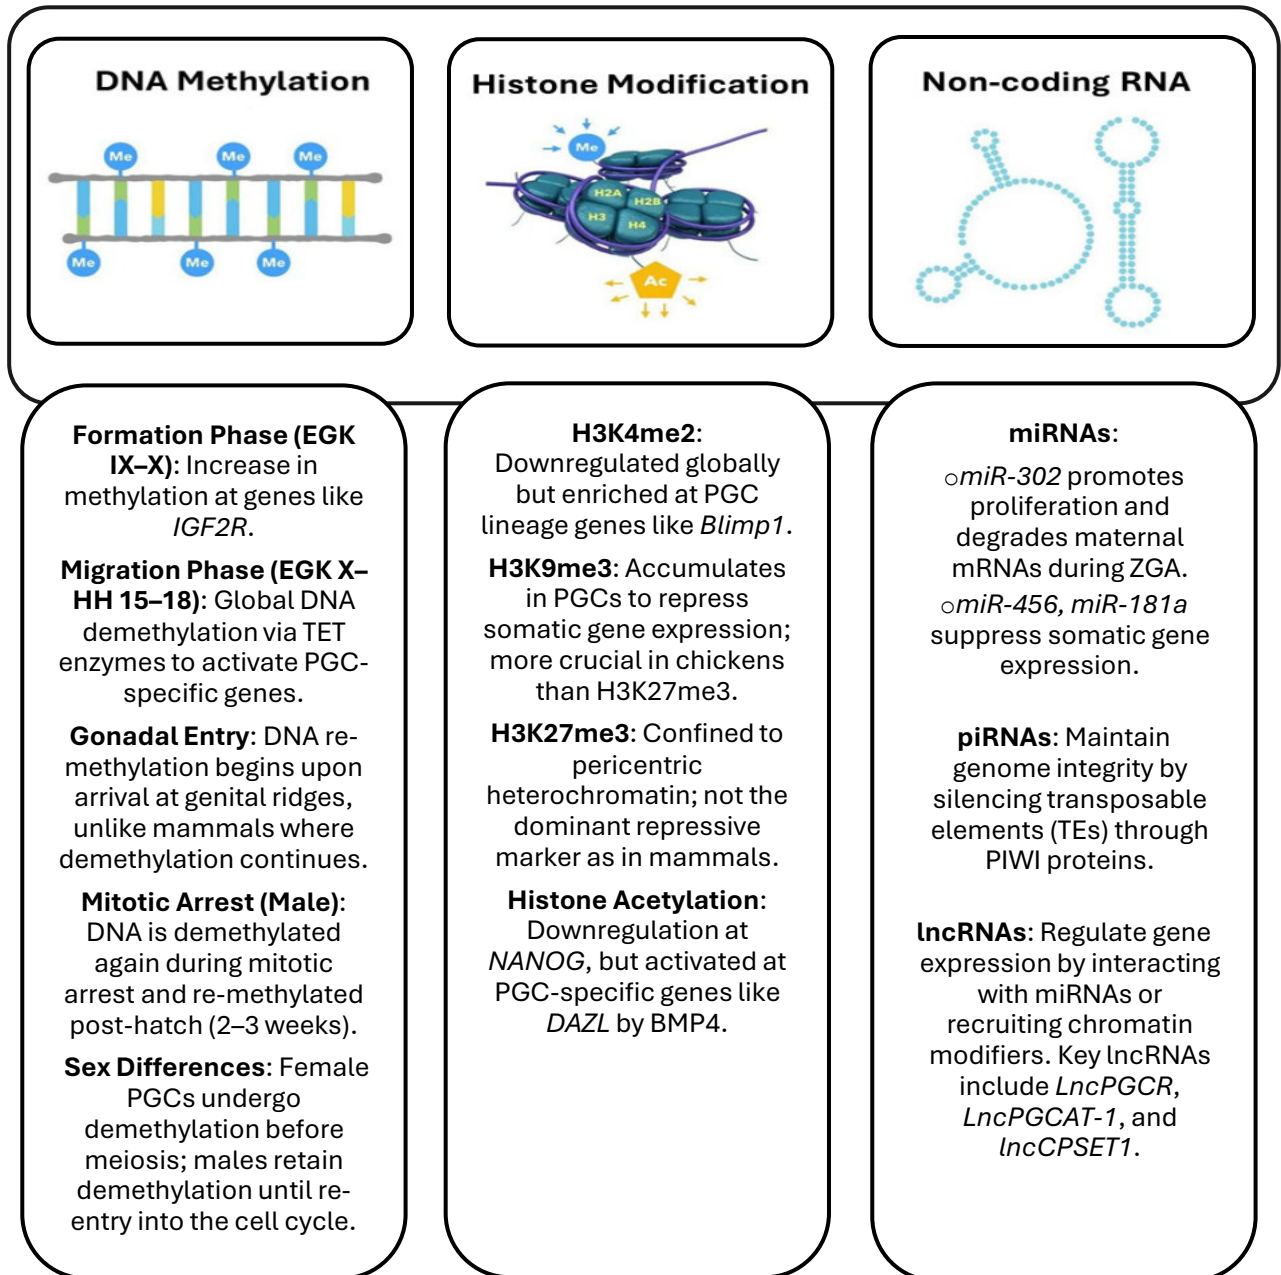 DNA Methylation
Me
Me
Me
Me
Me
Me
Histone Modification
Me
H2A
H2B
H3
H4
Ac
Non-coding RNA
Formation Phase (EGK
IX–X): Increase in
methylation at genes like
IGF2R.
Migration Phase (EGK X–
HH 15–18): Global DNA
demethylation via TET
enzymes to activate PGC-
specific genes.
Gonadal Entry: DNA re-
methylation begins upon
arrival at genital ridges,
unlike mammals where
demethylation continues.
Mitotic Arrest (Male):
DNA is demethylated
again during mitotic
arrest and re-methylated
post-hatch (2–3 weeks).
Sex Differences: Female
PGCs undergo
demethylation before
meiosis; males retain
demethylation until re-
entry into the cell cycle.
H3K4me2:
Downregulated globally
but enriched at PGC
lineage genes like Blimp1.
H3K9me3: Accumulates
in PGCs to repress
somatic gene expression;
more crucial in chickens
than H3K27me3.
H3K27me3: Confined to
pericentric
heterochromatin; not the
dominant repressive
marker as in mammals.
Histone Acetylation:
Downregulation at
NANOG, but activated at
PGC-specific genes like
DAZL by BMP4.
miRNAs:
○miR-302 promotes
proliferation and
degrades maternal
mRNAs during ZGA.
○miR-456, miR-181a
suppress somatic gene
expression.
piRNAs: Maintain
genome integrity by
silencing transposable
elements (TEs) through
PIWI proteins.
lncRNAs: Regulate gene
expression by interacting
with miRNAs or
recruiting chromatin
modifiers. Key lncRNAs
include LncPGCR,
LncPGCAT-1, and
lncCPSET1.